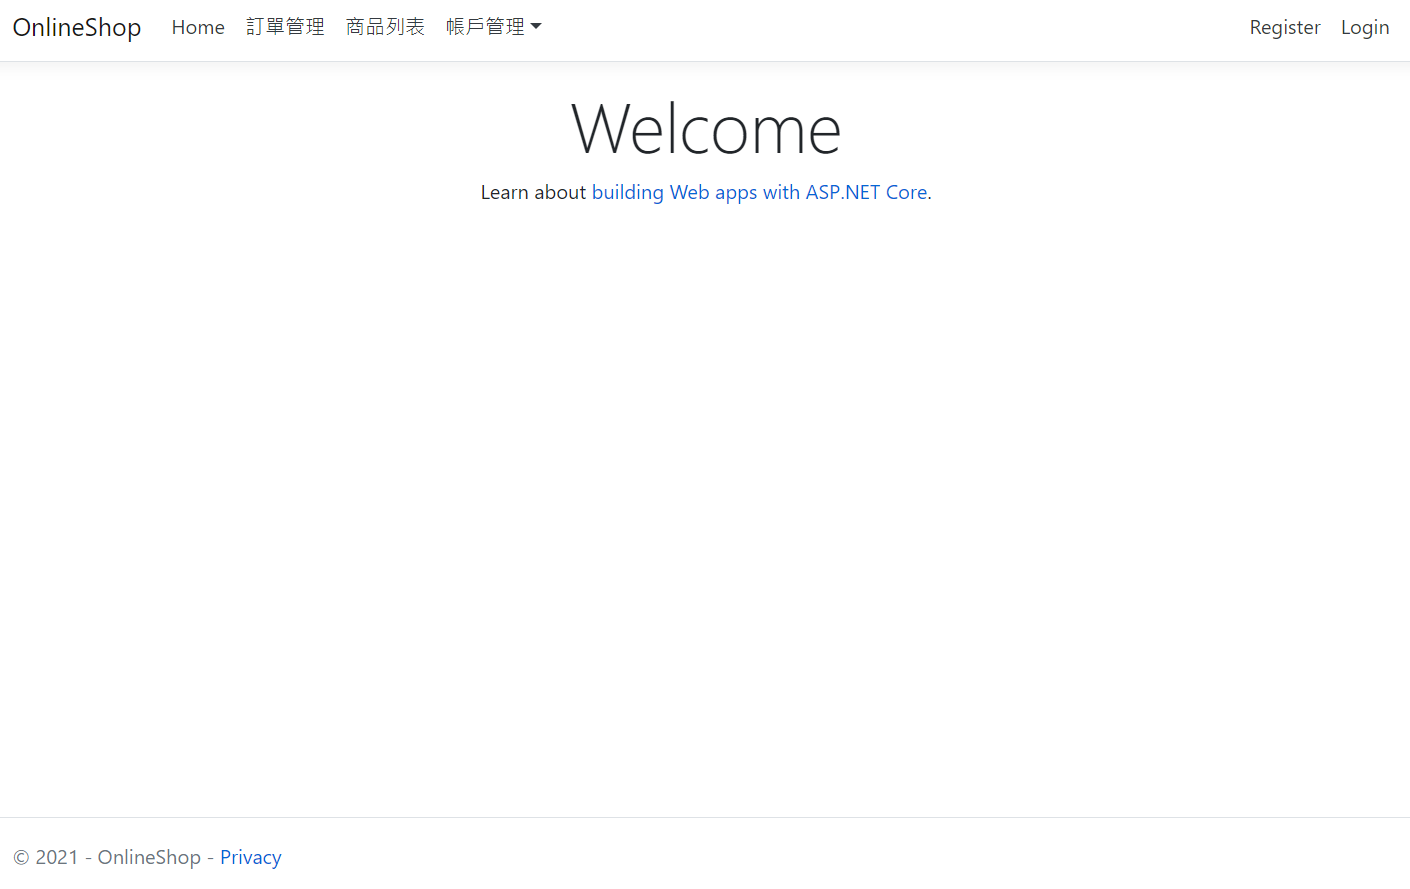 OnlineShop Home 訂單管理 商品列表 帳戶管理 Register Login
Welcome
Learn about building Web apps with ASP.NET Core.
© 2021 - OnlineShop - Privacy